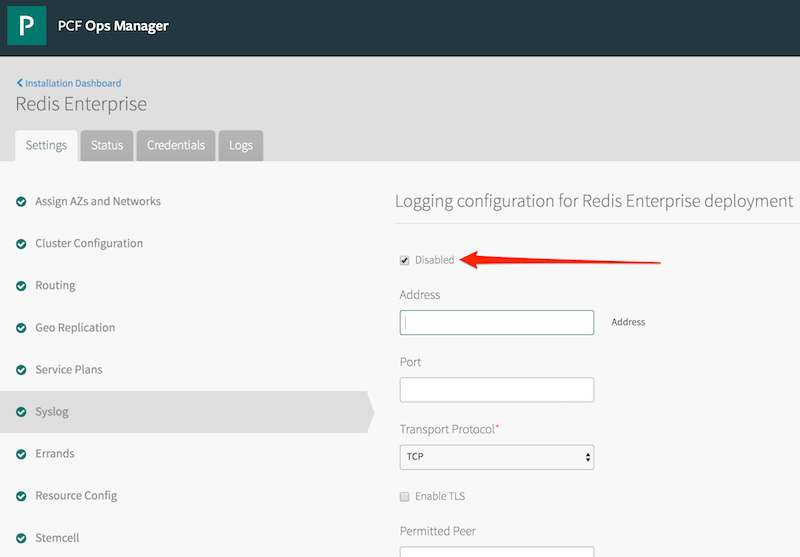 P
PCF Ops Manager
Installation Dashboard
Redis Enterprise
Settings
Status
Credentials
Logs
Assign AZs and Networks
Cluster Configuration
Routing
Geo Replication
Service Plans
Syslog
Errands
Resource Config
Stemcell
Logging configuration for Redis Enterprise deployment
Disabled
Address
Address
Port
Transport Protocol*
TCP
Enable TLS
Permitted Peer